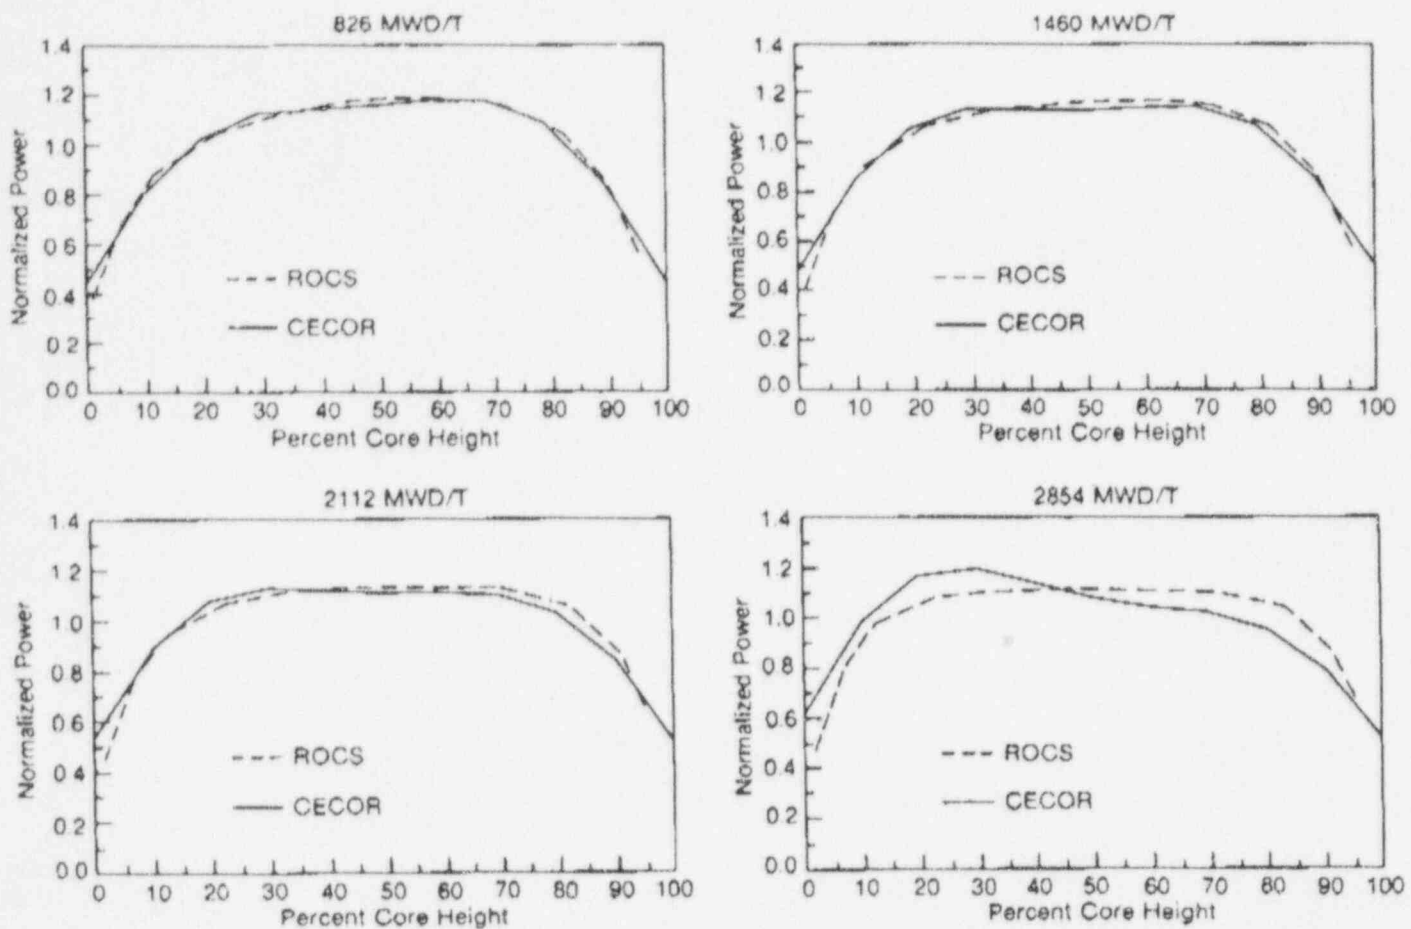 826 MWD/T
1.4
1.2
1.0
0.8
0.6
0.4
0.2
0.0
Normalized Power
--- ROCS
— CECOR
0 10 20 30 40 50 60 70 80 90 100
Percent Core Height
1460 MWD/T
1.4
1.2
1.0
0.8
0.6
0.4
0.2
0.0
Normalized Power
--- ROCS
— CECOR
0 10 20 30 40 50 60 70 80 90 100
Percent Core Height
2112 MWD/T
1.4
1.2
1.0
0.8
0.6
0.4
0.2
0.0
Normalized Power
--- ROCS
— CECOR
0 10 20 30 40 50 60 70 80 90 100
Percent Core Height
2854 MWD/T
1.4
1.2
1.0
0.8
0.6
0.4
0.2
0.0
Normalized Power
--- ROCS
— CECOR
0 10 20 30 40 50 60 70 80 90 100
Percent Core Height